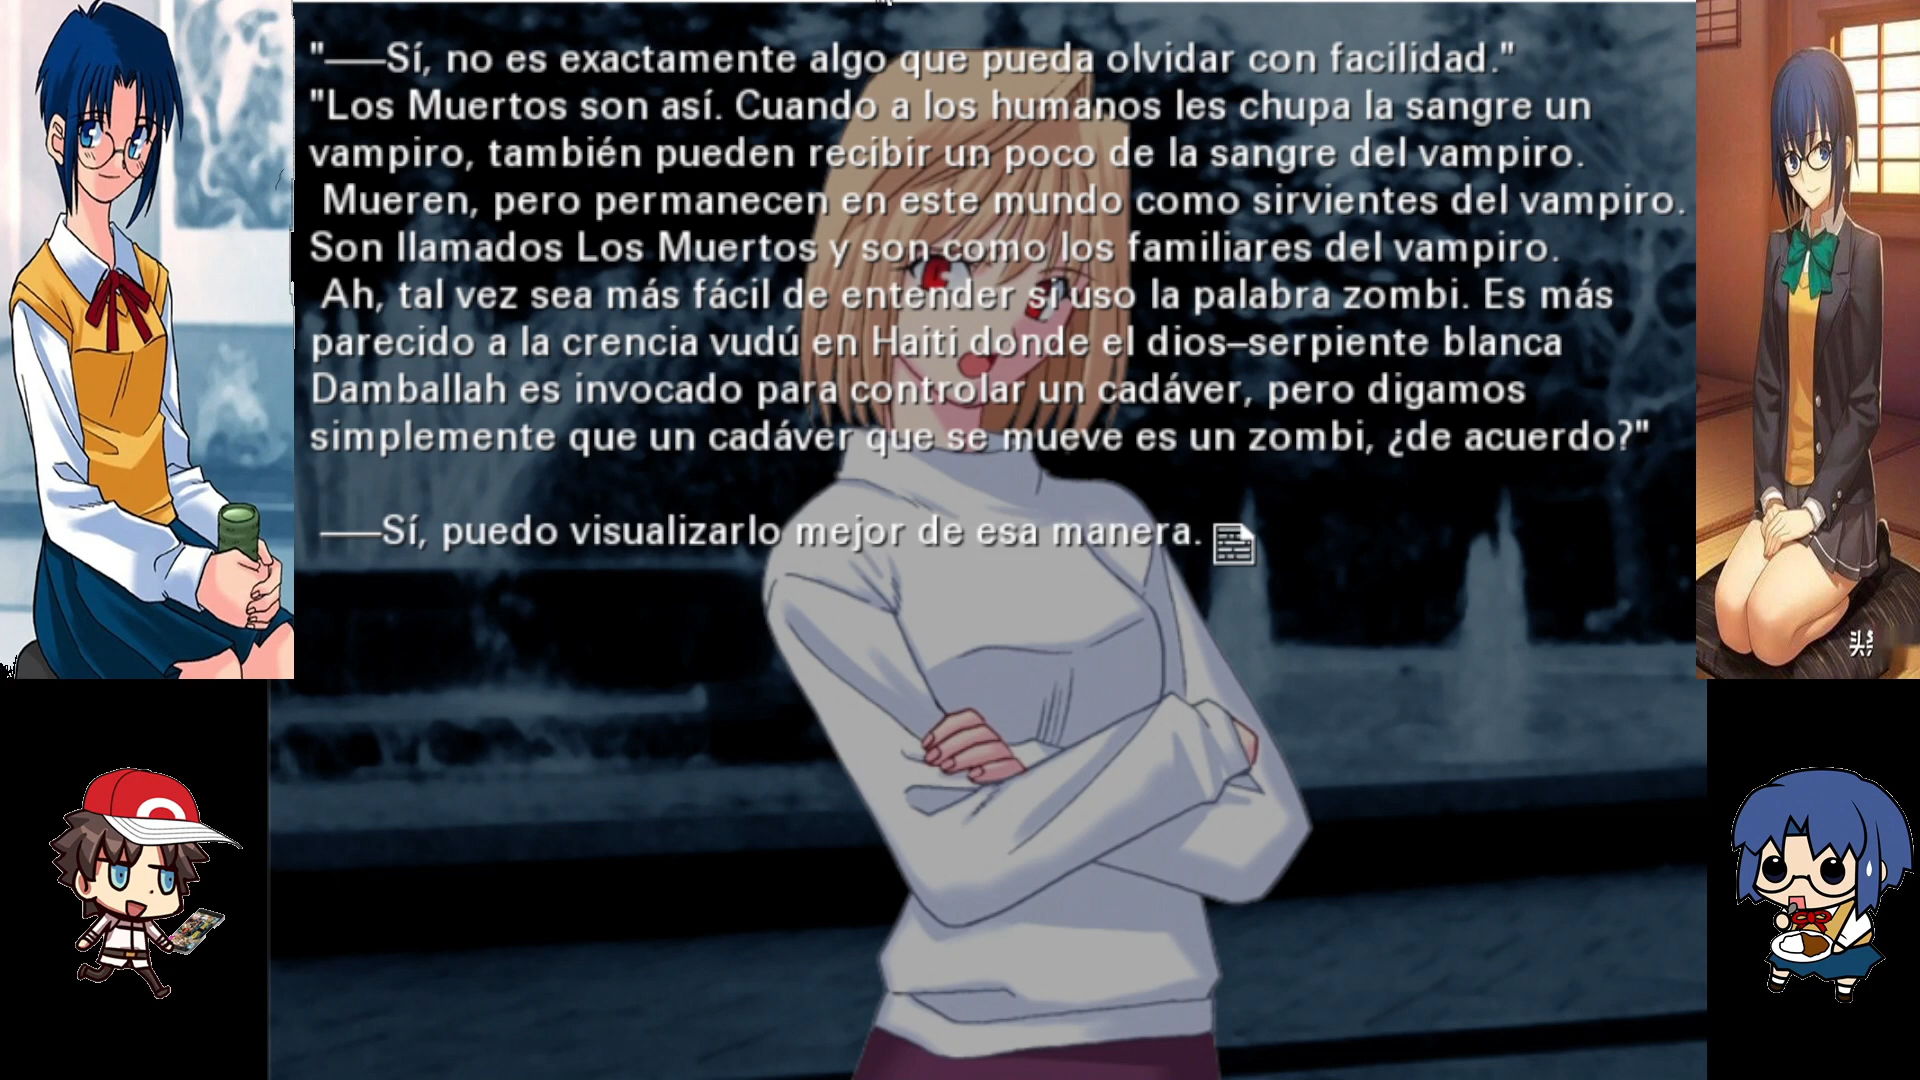 "——Sí, no es exactamente algo que pueda olvidar con facilidad."
"Los Muertos son así. Cuando a los humanos les chupa la sangre un
vampiro, también pueden recibir un poco de la sangre del vampiro.
Mueren, pero permanecen en este mundo como sirvientes del vampiro.
Son llamados Los Muertos y son como los familiares del vampiro.
Ah, tal vez sea más fácil de entender si uso la palabra zombi. Es más
parecido a la crencia vudú en Haiti donde el dios–serpiente blanca
Damballah es invocado para controlar un cadáver, pero digamos
simplemente que un cadáver que se mueve es un zombi, ¿de acuerdo?"
——Sí, puedo visualizarlo mejor de esa manera.
头